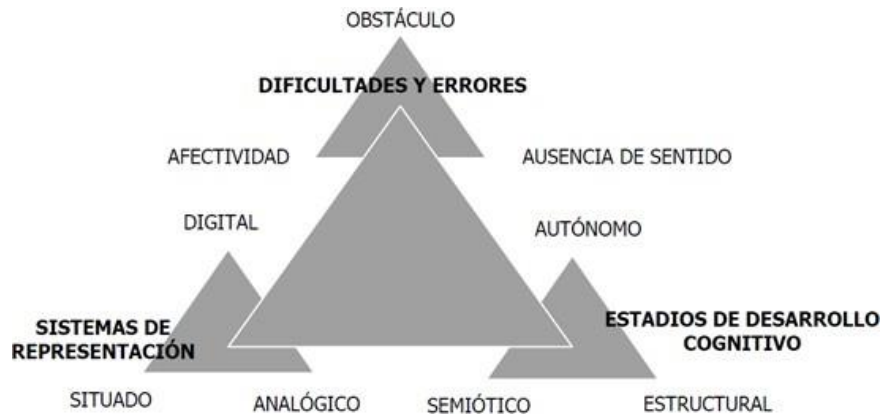 OBSTÁCULO
DIFICULTADES Y ERRORES
AFECTIVIDAD
AUSENCIA DE SENTIDO
DIGITAL
AUTÓNOMO
SISTEMAS DE
REPRESENTACIÓN
ESTADIOS DE DESARROLLO
COGNITIVO
SITUADO
ANALÓGICO
SEMIÓTICO
ESTRUCTURAL